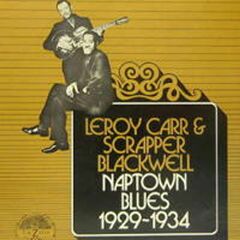 LEROY CARR &
SCRAPPER
BLACKWELL
NAPTOWN
BLUES
1929-1934